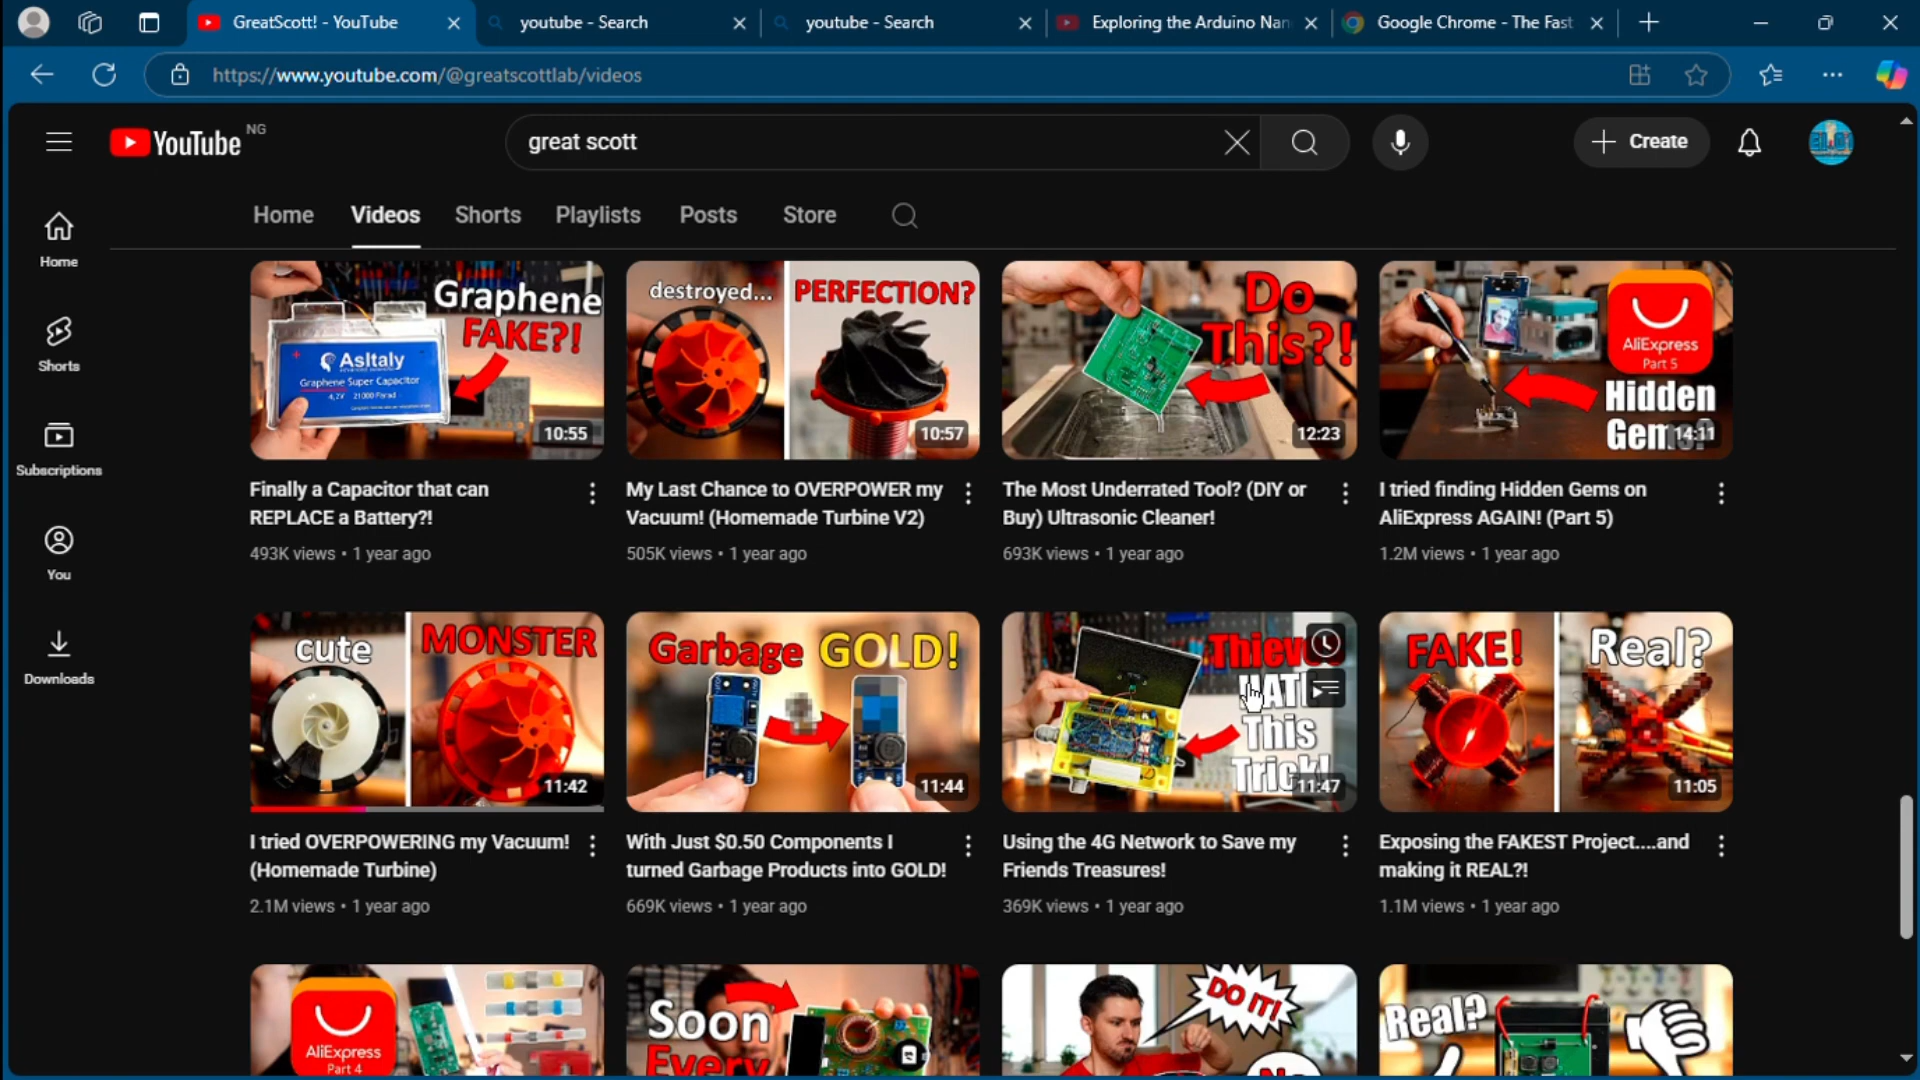 GreatScott! - YouTube
youtube - Search
youtube - Search
Exploring the Arduino Nan
Google Chrome - The Fast
https://www.youtube.com/@greatscottlab/videos
YouTube NG
great scott
Create
Home
Videos
Shorts
Playlists
Posts
Store
Home
Shorts
Subscriptions
You
Downloads
Graphene
FAKE?!
AsItaly
Graphene Super Capacitor
4,2V 21000 Farad
10:55
destroyed...
PERFECTION?
10:57
Do
This?!
12:23
AliExpress
Part 5
Hidden
Gem
14:11
Finally a Capacitor that can
REPLACE a Battery?!
493K views • 1 year ago
My Last Chance to OVERPOWER my
Vacuum! (Homemade Turbine V2)
505K views • 1 year ago
The Most Underrated Tool? (DIY or
Buy) Ultrasonic Cleaner!
693K views • 1 year ago
I tried finding Hidden Gems on
AliExpress AGAIN! (Part 5)
1.2M views • 1 year ago
cute
MONSTER
11:42
Garbage GOLD!
11:44
This
Trick!
11:47
FAKE!
Real?
11:05
I tried OVERPOWERING my Vacuum!
(Homemade Turbine)
2.1M views • 1 year ago
With Just $0.50 Components I
turned Garbage Products into GOLD!
669K views • 1 year ago
Using the 4G Network to Save my
Friends Treasures!
369K views • 1 year ago
Exposing the FAKEST Project....and
making it REAL?!
1.1M views • 1 year ago
AliExpress
Part 4
Soon
Every
DO IT!
No
Real?